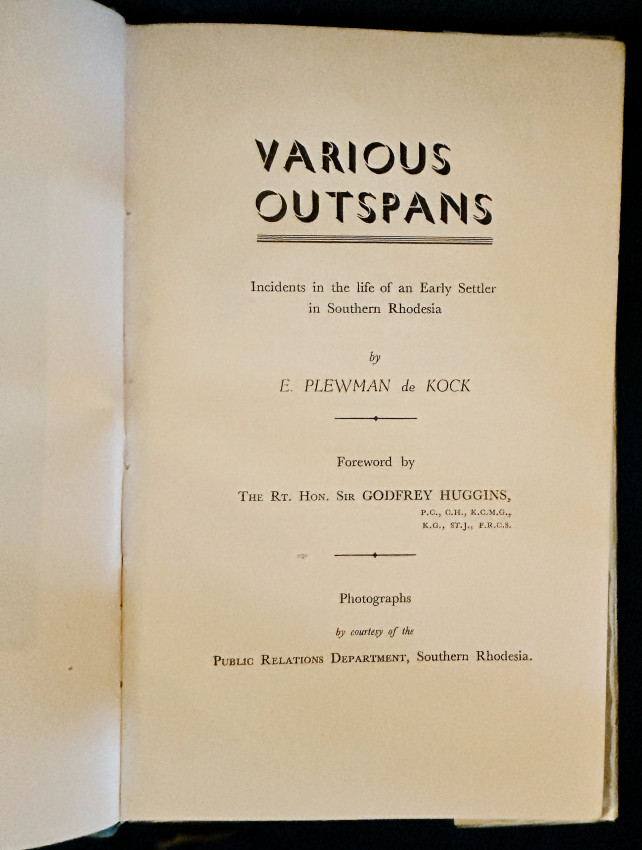 VARIOUS
OUTSPANS
Incidents in the life of an Early Settler
in Southern Rhodesia
by
E. PLEWMAN de KOCK
Foreword by
THE RT. HON. SIR GODFREY HUGGINS,
P.C., C.H., K.C.M.G.,
K.G., ST.J., F.R.C.S.
Photographs
by courtesy of the
PUBLIC RELATIONS DEPARTMENT, Southern Rhodesia.